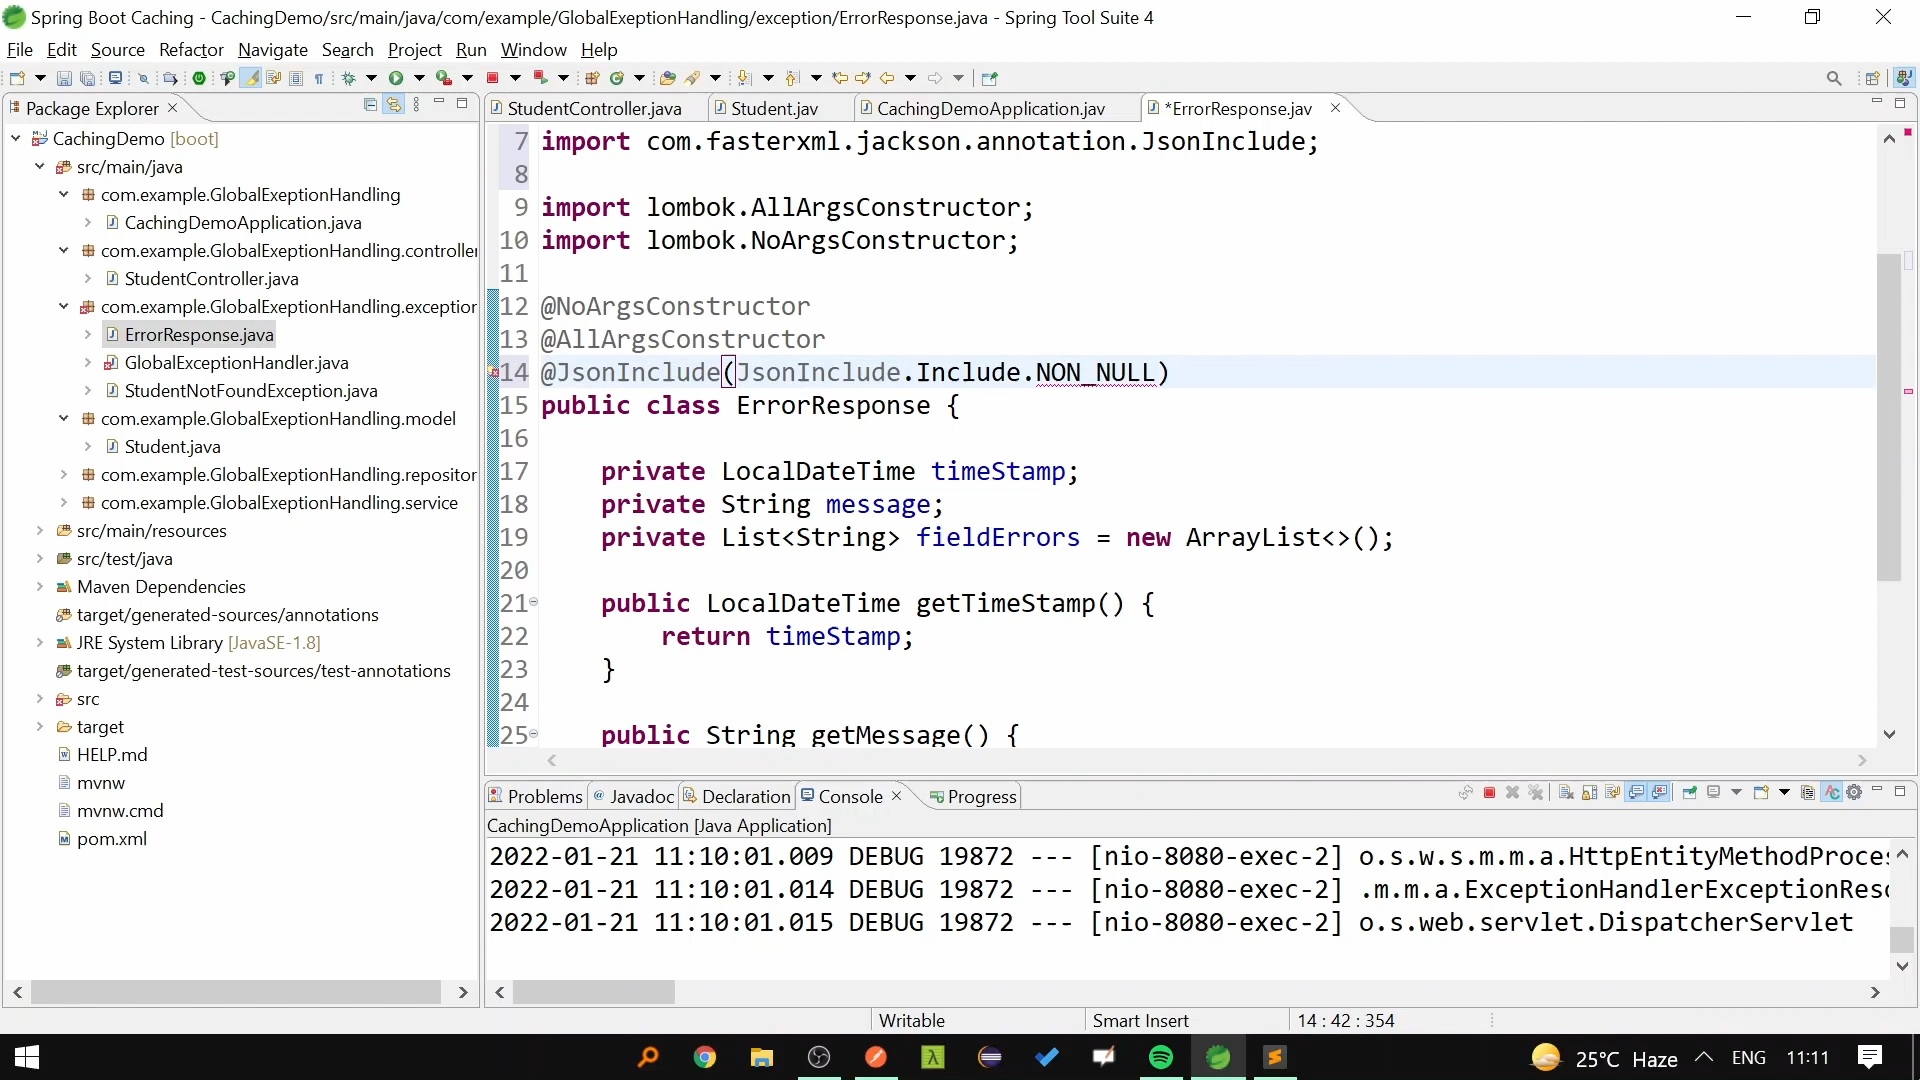 Spring Boot Caching - CachingDemo/src/main/java/com/example/GlobalExeptionHandling/exception/ErrorResponse.java - Spring Tool Suite 4
File Edit Source Refactor Navigate Search Project Run Window Help
Package Explorer
CachingDemo [boot]
src/main/java
com.example.GlobalExeptionHandling
CachingDemoApplication.java
com.example.GlobalExeptionHandling.controller
StudentController.java
com.example.GlobalExeptionHandling.exception
ErrorResponse.java
GlobalExceptionHandler.java
StudentNotFoundException.java
com.example.GlobalExeptionHandling.model
Student.java
com.example.GlobalExeptionHandling.repositor
com.example.GlobalExeptionHandling.service
src/main/resources
src/test/java
Maven Dependencies
target/generated-sources/annotations
JRE System Library [JavaSE-1.8]
target/generated-test-sources/test-annotations
src
target
HELP.md
mvnw
mvnw.cmd
pom.xml
StudentController.java Student.jav CachingDemoApplication.jav *ErrorResponse.jav
7 import com.fasterxml.jackson.annotation.JsonInclude;
8
9 import lombok.AllArgsConstructor;
10 import lombok.NoArgsConstructor;
11
12 @NoArgsConstructor
13 @AllArgsConstructor
14 @JsonInclude(JsonInclude.Include.NON_NULL)
15 public class ErrorResponse {
16
17 private LocalDateTime timeStamp;
18 private String message;
19 private List<String> fieldErrors = new ArrayList<>();
20
21 public LocalDateTime getTimeStamp() {
22 return timeStamp;
23 }
24
25 public String getMessage() {
Problems Javadoc Declaration Console Progress
CachingDemoApplication [Java Application]
2022-01-21 11:10:01.009 DEBUG 19872 --- [nio-8080-exec-2] o.s.w.s.m.m.a.HttpEntityMethodProces
2022-01-21 11:10:01.014 DEBUG 19872 --- [nio-8080-exec-2] .m.m.a.ExceptionHandlerExceptionReso
2022-01-21 11:10:01.015 DEBUG 19872 --- [nio-8080-exec-2] o.s.web.servlet.DispatcherServlet
Writable Smart Insert 14 : 42 : 354
25°C Haze ENG 11:11